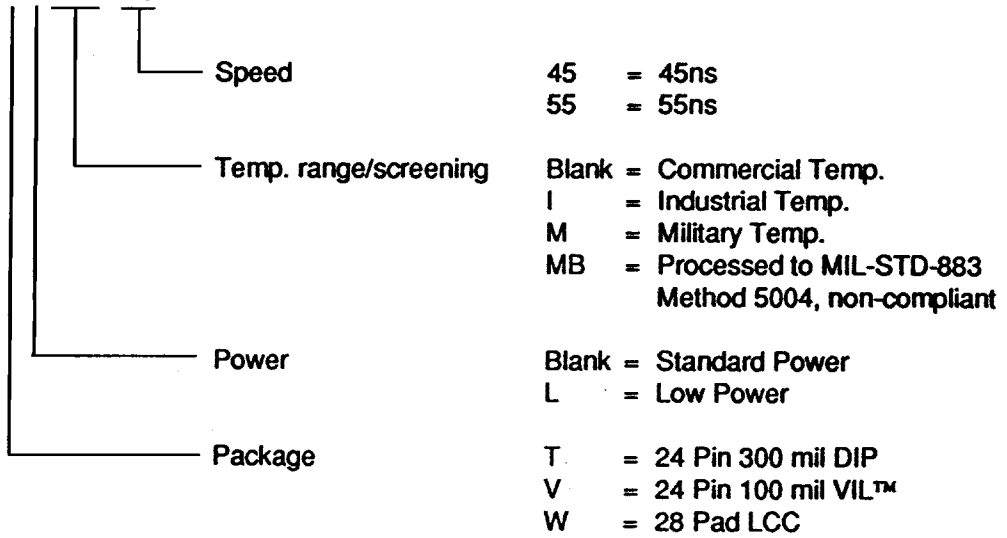 Speed 45 = 45ns
55 = 55ns
Temp. range/screening Blank = Commercial Temp.
I = Industrial Temp.
M = Military Temp.
MB = Processed to MIL-STD-883
Method 5004, non-compliant
Power Blank = Standard Power
L = Low Power
Package T = 24 Pin 300 mil DIP
V = 24 Pin 100 mil VIL™
W = 28 Pad LCC